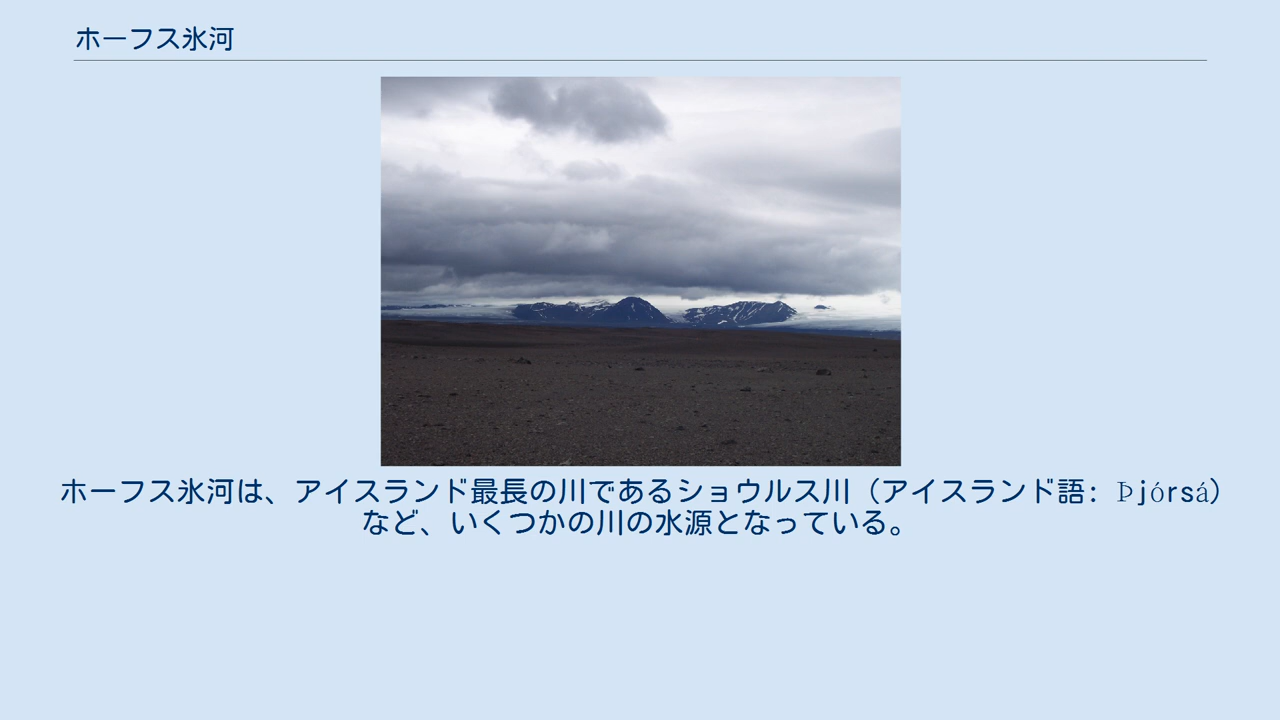 ホーフス氷河
ホーフス氷河は、アイスランド最長の川であるショウルス川（アイスランド語: Þjórsá）
など、いくつかの川の水源となっている。